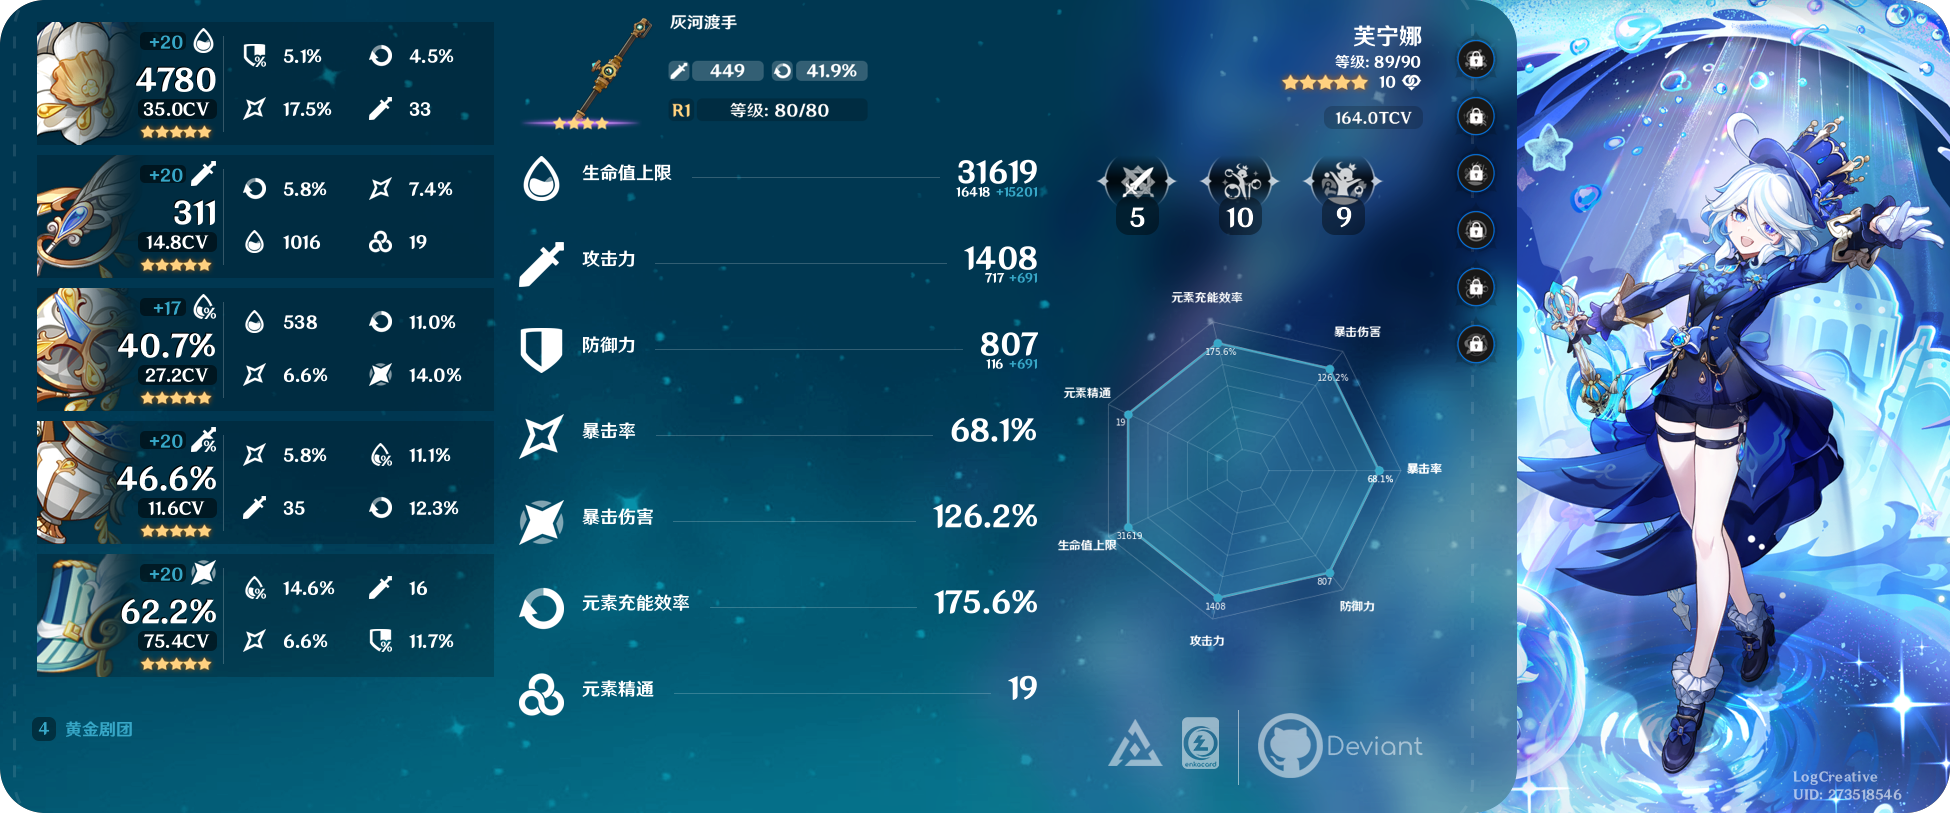 +20
4780
35.0CV
5.1%
4.5%
17.5%
33
+20
311
14.8CV
5.8%
7.4%
1016
19
+17
40.7%
27.2CV
538
11.0%
6.6%
14.0%
+20
46.6%
11.6CV
5.8%
11.1%
35
12.3%
+20
62.2%
75.4CV
14.6%
16
6.6%
11.7%
4 黄金剧团
灰河渡手
449 41.9%
R1 等级: 80/80
生命值上限 31619
16418 +15201
攻击力 1408
717 +691
防御力 807
116 +691
暴击率 68.1%
暴击伤害 126.2%
元素充能效率 175.6%
元素精通 19
芙宁娜
等级: 89/90
10
164.0TCV
5 10 9
元素充能效率
175.6%
暴击伤害
126.2%
元素精通
19
暴击率
68.1%
生命值上限
31619
807
防御力
1408
攻击力
enkacard
Deviant
LogCreative
UID: 273518546